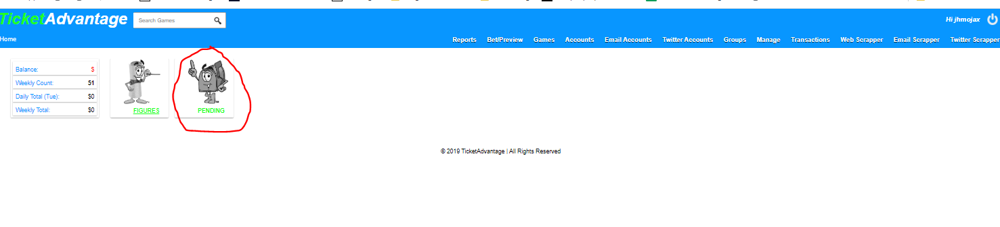 TicketAdvantage
Search Games
Hi jhmojax
Home
Reports Bet/Preview Games Accounts Email Accounts Twitter Accounts Groups Manage Transactions Web Scrapper Email Scrapper Twitter Scrapper
Balance: $
Weekly Count: 51
Daily Total (Tue): $0
Weekly Total: $0
FIGURES
PENDING
© 2019 TicketAdvantage | All Rights Reserved